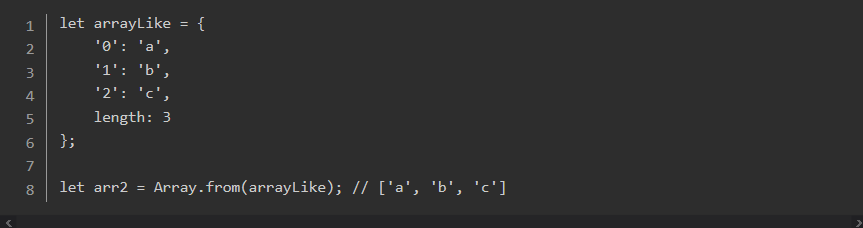 1 let arrayLike = {
2     '0': 'a',
3     '1': 'b',
4     '2': 'c',
5     length: 3
6 };
7
8 let arr2 = Array.from(arrayLike); // ['a', 'b', 'c']